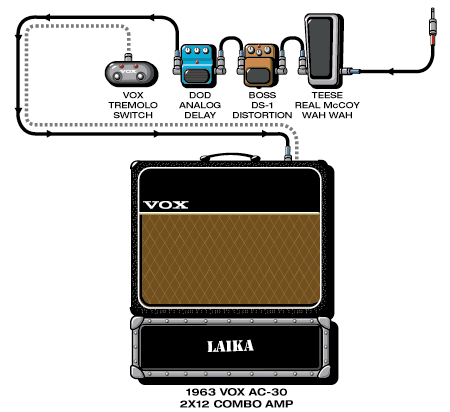 VOX
VOX
TREMOLO
SWITCH
DOD
ANALOG
DELAY
BOSS
DS-1
DISTORTION
TEESE
REAL McCOY
WAH WAH
VOX
LAIKA
1963 VOX AC-30
2X12 COMBO AMP